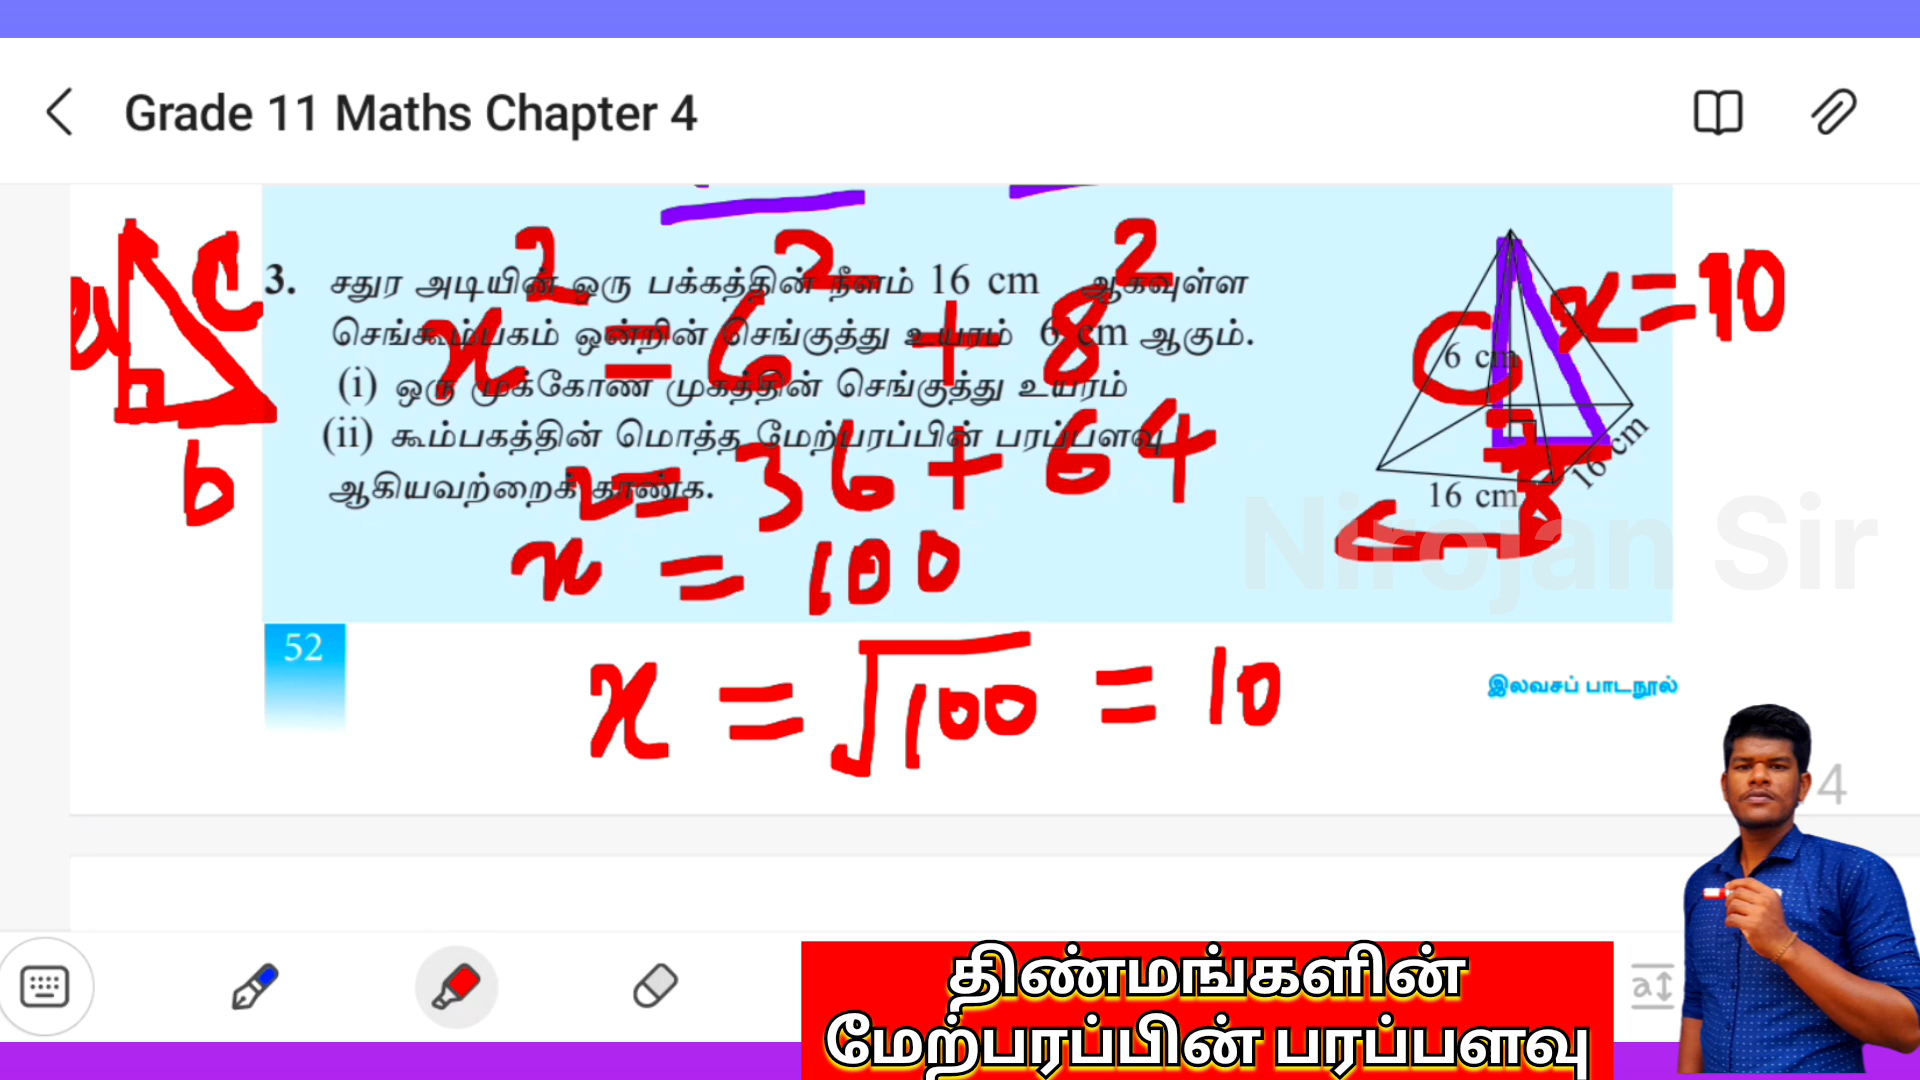 Grade 11 Maths Chapter 4
3. சதுர அடியின் ஒரு பக்கத்தின் நீளம் 16 cm ஆகவுள்ள
செங்கூம்பகம் ஒன்றின் செங்குத்து உயரம் 6 cm ஆகும்.
(i) ஒரு முக்கோண முகத்தின் செங்குத்து உயரம்
(ii) கூம்பகத்தின் மொத்த மேற்பரப்பின் பரப்பளவு
ஆகியவற்றைக் காண்க.
a
c
b
x² = 6² + 8²
= 36 + 64
x = 100
x = √100 = 10
x = 10
6 cm
16 cm
16 cm
8
Nirojan Sir
52
இலவசப் பாடநூல்
4
திண்மங்களின்
மேற்பரப்பின் பரப்பளவு